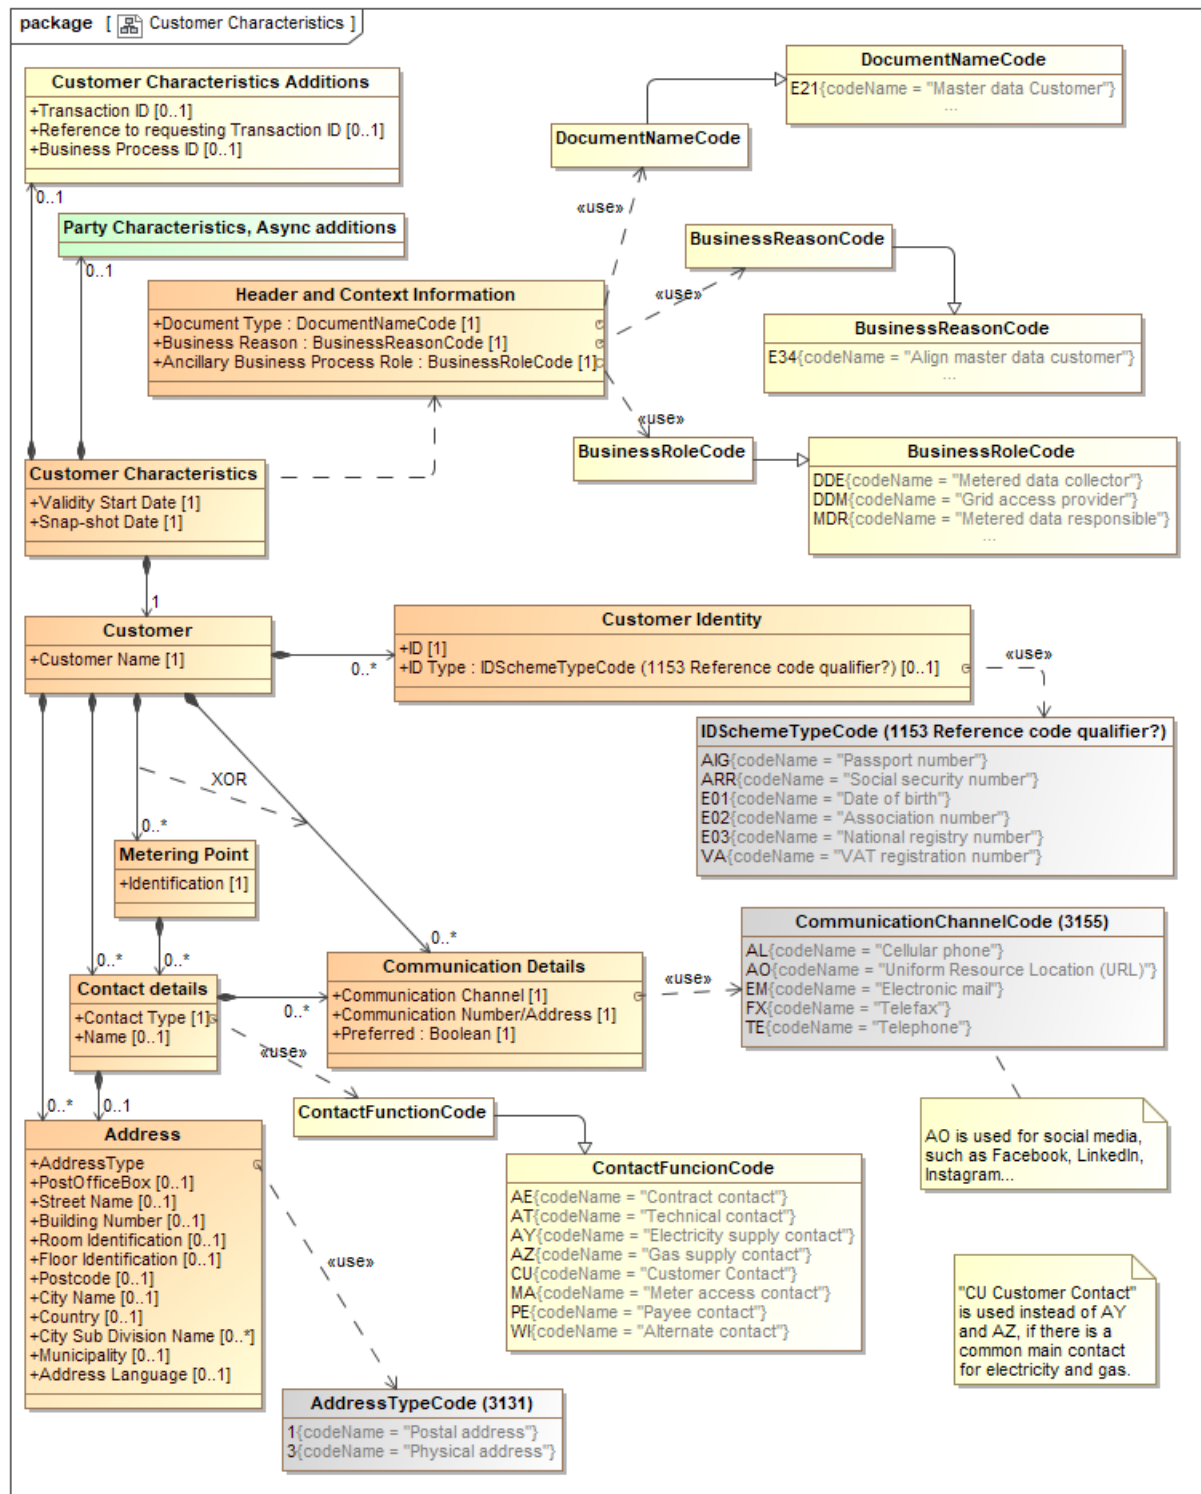 package [ Customer Characteristics ]
Customer Characteristics Additions
+Transaction ID [0..1]
+Reference to requesting Transaction ID [0..1]
+Business Process ID [0..1]
0..1
Party Characteristics, Async additions
0..1
DocumentNameCode
E21{codeName = "Master data Customer"}
...
DocumentNameCode
«use»
BusinessReasonCode
«use»
Header and Context Information
+Document Type : DocumentNameCode [1]
+Business Reason : BusinessReasonCode [1]
+Ancillary Business Process Role : BusinessRoleCode [1]
BusinessReasonCode
E34{codeName = "Align master data customer"}
...
«use»
BusinessRoleCode
BusinessRoleCode
DDE{codeName = "Metered data collector"}
DDM{codeName = "Grid access provider"}
MDR{codeName = "Metered data responsible"}
...
Customer Characteristics
+Validity Start Date [1]
+Snap-shot Date [1]
1
Customer
+Customer Name [1]
0..*
Customer Identity
+ID [1]
+ID Type : IDSchemeTypeCode (1153 Reference code qualifier?) [0..1]
«use»
IDSchemeTypeCode (1153 Reference code qualifier?)
AIG{codeName = "Passport number"}
ARR{codeName = "Social security number"}
E01{codeName = "Date of birth"}
E02{codeName = "Association number"}
E03{codeName = "National registry number"}
VA{codeName = "VAT registration number"}
XOR
0..*
Metering Point
+Identification [1]
0..*
0..*
0..*
Contact details
+Contact Type [1]
+Name [0..1]
0..*
Communication Details
+Communication Channel [1]
+Communication Number/Address [1]
+Preferred : Boolean [1]
«use»
CommunicationChannelCode (3155)
AL{codeName = "Cellular phone"}
AO{codeName = "Uniform Resource Location (URL)"}
EM{codeName = "Electronic mail"}
FX{codeName = "Telefax"}
TE{codeName = "Telephone"}
«use»
ContactFunctionCode
0..*
0..1
Address
+AddressType
+PostOfficeBox [0..1]
+Street Name [0..1]
+Building Number [0..1]
+Room Identification [0..1]
+Floor Identification [0..1]
+Postcode [0..1]
+City Name [0..1]
+Country [0..1]
+City Sub Division Name [0..*]
+Municipality [0..1]
+Address Language [0..1]
«use»
ContactFuncionCode
AE{codeName = "Contract contact"}
AT{codeName = "Technical contact"}
AY{codeName = "Electricity supply contact"}
AZ{codeName = "Gas supply contact"}
CU{codeName = "Customer Contact"}
MA{codeName = "Meter access contact"}
PE{codeName = "Payee contact"}
WI{codeName = "Alternate contact"}
AO is used for social media,
such as Facebook, LinkedIn,
Instagram...
"CU Customer Contact"
is used instead of AY
and AZ, if there is a
common main contact
for electricity and gas.
AddressTypeCode (3131)
1{codeName = "Postal address"}
3{codeName = "Physical address"}